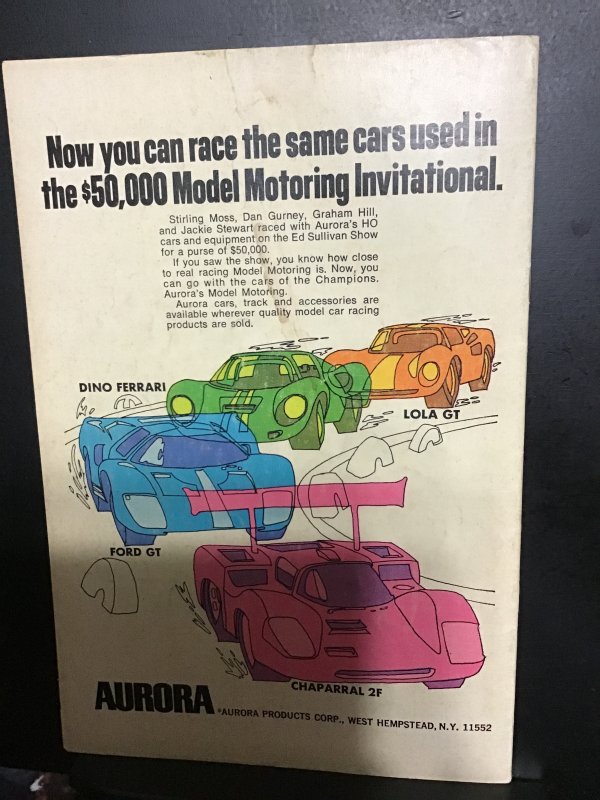 Now you can race the same cars used in
the $50,000 Model Motoring Invitational.
Stirling Moss, Dan Gurney, Graham Hill,
and Jackie Stewart raced with Aurora's HO
cars and equipment on the Ed Sullivan Show
for a purse of $50,000.
If you saw the show, you know how close
to real racing Model Motoring is. Now, you
can go with the cars of the Champions.
Aurora's Model Motoring.
Aurora cars, track and accessories are
available wherever quality model car racing
products are sold.
DINO FERRARI
LOLA GT
FORD GT
CHAPARRAL 2F
AURORA
*AURORA PRODUCTS CORP., WEST HEMPSTEAD, N.Y. 11552